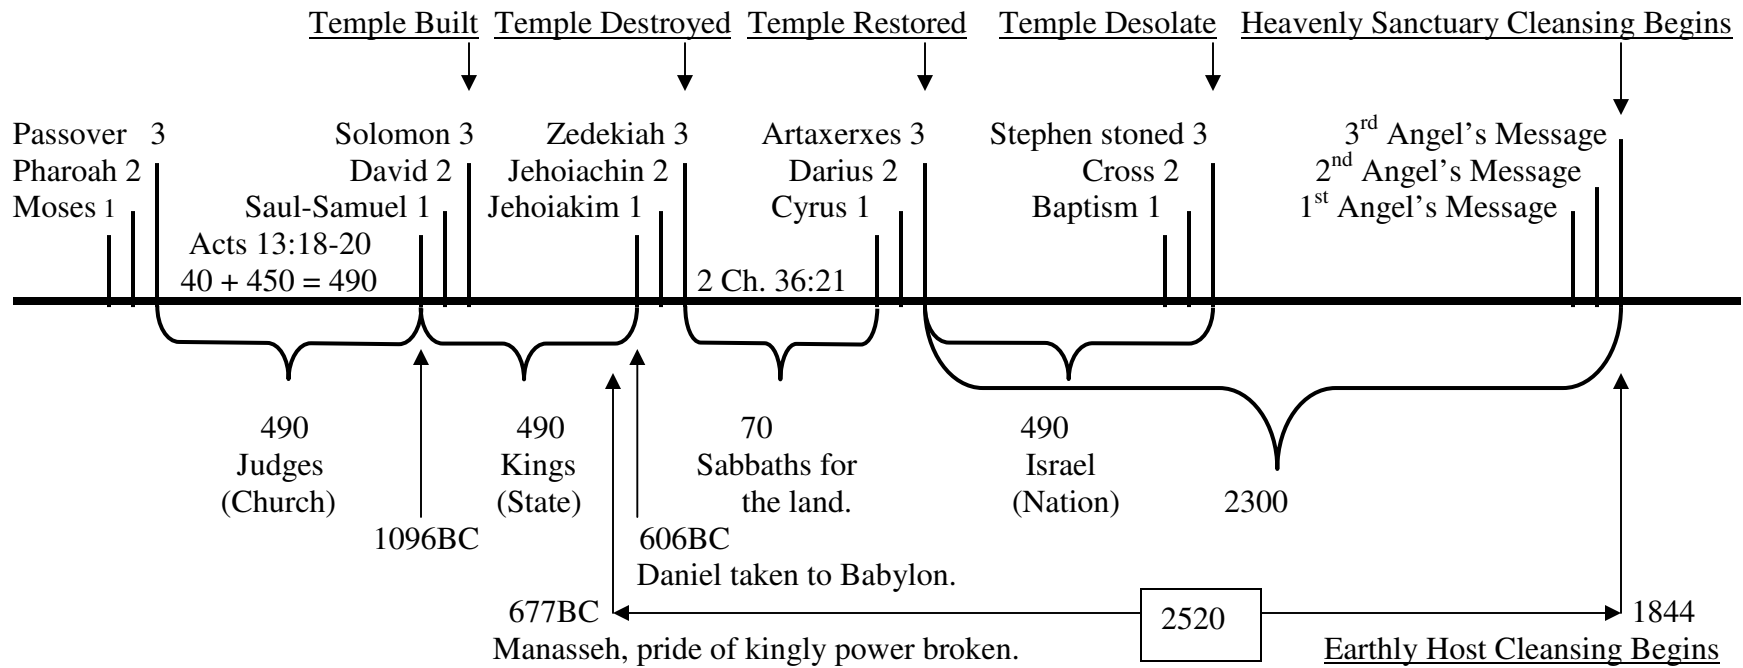 Temple Built Temple Destroyed Temple Restored Temple Desolate Heavenly Sanctuary Cleansing Begins
Passover 3 Solomon 3 Zedekiah 3 Artaxerxes 3 Stephen stoned 3 3rd Angel's Message
Pharoah 2 David 2 Jehoiachin 2 Darius 2 Cross 2 2nd Angel's Message
Moses 1 Saul-Samuel 1 Jehoiakim 1 Cyrus 1 Baptism 1 1st Angel's Message
Acts 13:18-20
40 + 450 = 490 2 Ch. 36:21
490 490 70 490
Judges Kings Sabbaths for Israel
(Church) (State) the land. (Nation) 2300
1096BC 606BC
Daniel taken to Babylon.
677BC 2520 1844
Manasseh, pride of kingly power broken. Earthly Host Cleansing Begins